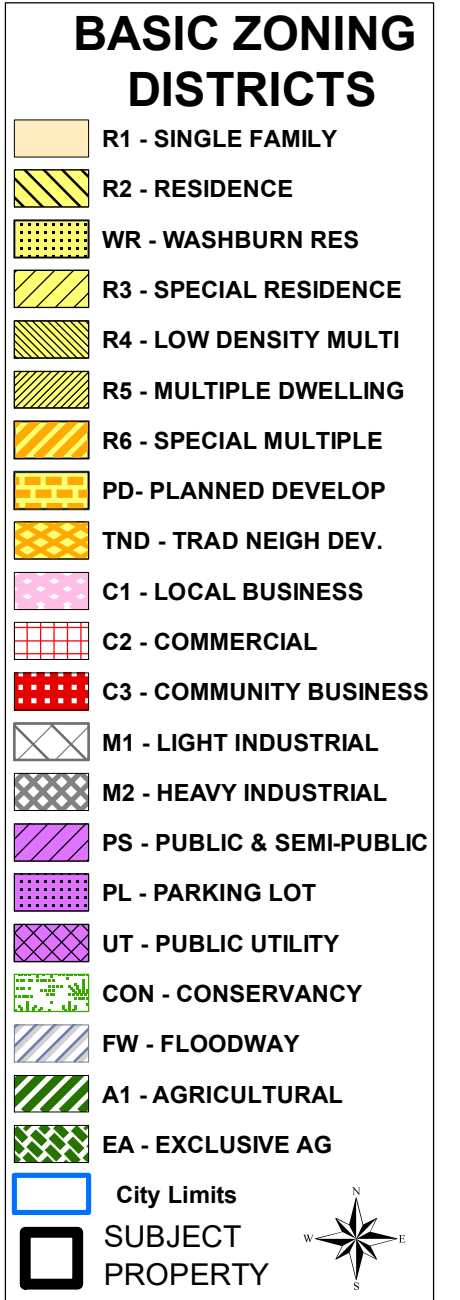 BASIC ZONING
DISTRICTS
R1 - SINGLE FAMILY
R2 - RESIDENCE
WR - WASHBURN RES
R3 - SPECIAL RESIDENCE
R4 - LOW DENSITY MULTI
R5 - MULTIPLE DWELLING
R6 - SPECIAL MULTIPLE
PD- PLANNED DEVELOP
TND - TRAD NEIGH DEV.
C1 - LOCAL BUSINESS
C2 - COMMERCIAL
C3 - COMMUNITY BUSINESS
M1 - LIGHT INDUSTRIAL
M2 - HEAVY INDUSTRIAL
PS - PUBLIC & SEMI-PUBLIC
PL - PARKING LOT
UT - PUBLIC UTILITY
CON - CONSERVANCY
FW - FLOODWAY
A1 - AGRICULTURAL
EA - EXCLUSIVE AG
City Limits
SUBJECT
PROPERTY
N
W E
S